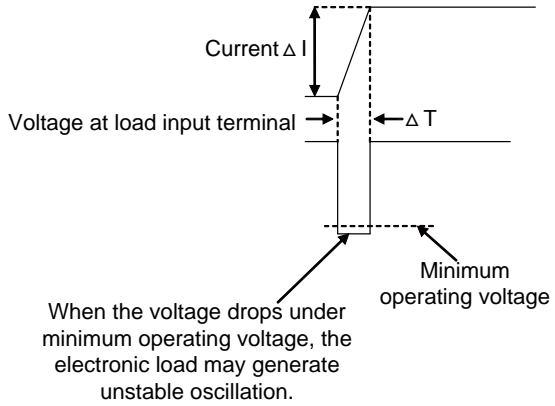 Current Δ I
Voltage at load input terminal
Δ T
Minimum
operating voltage
When the voltage drops under
minimum operating voltage, the
electronic load may generate
unstable oscillation.